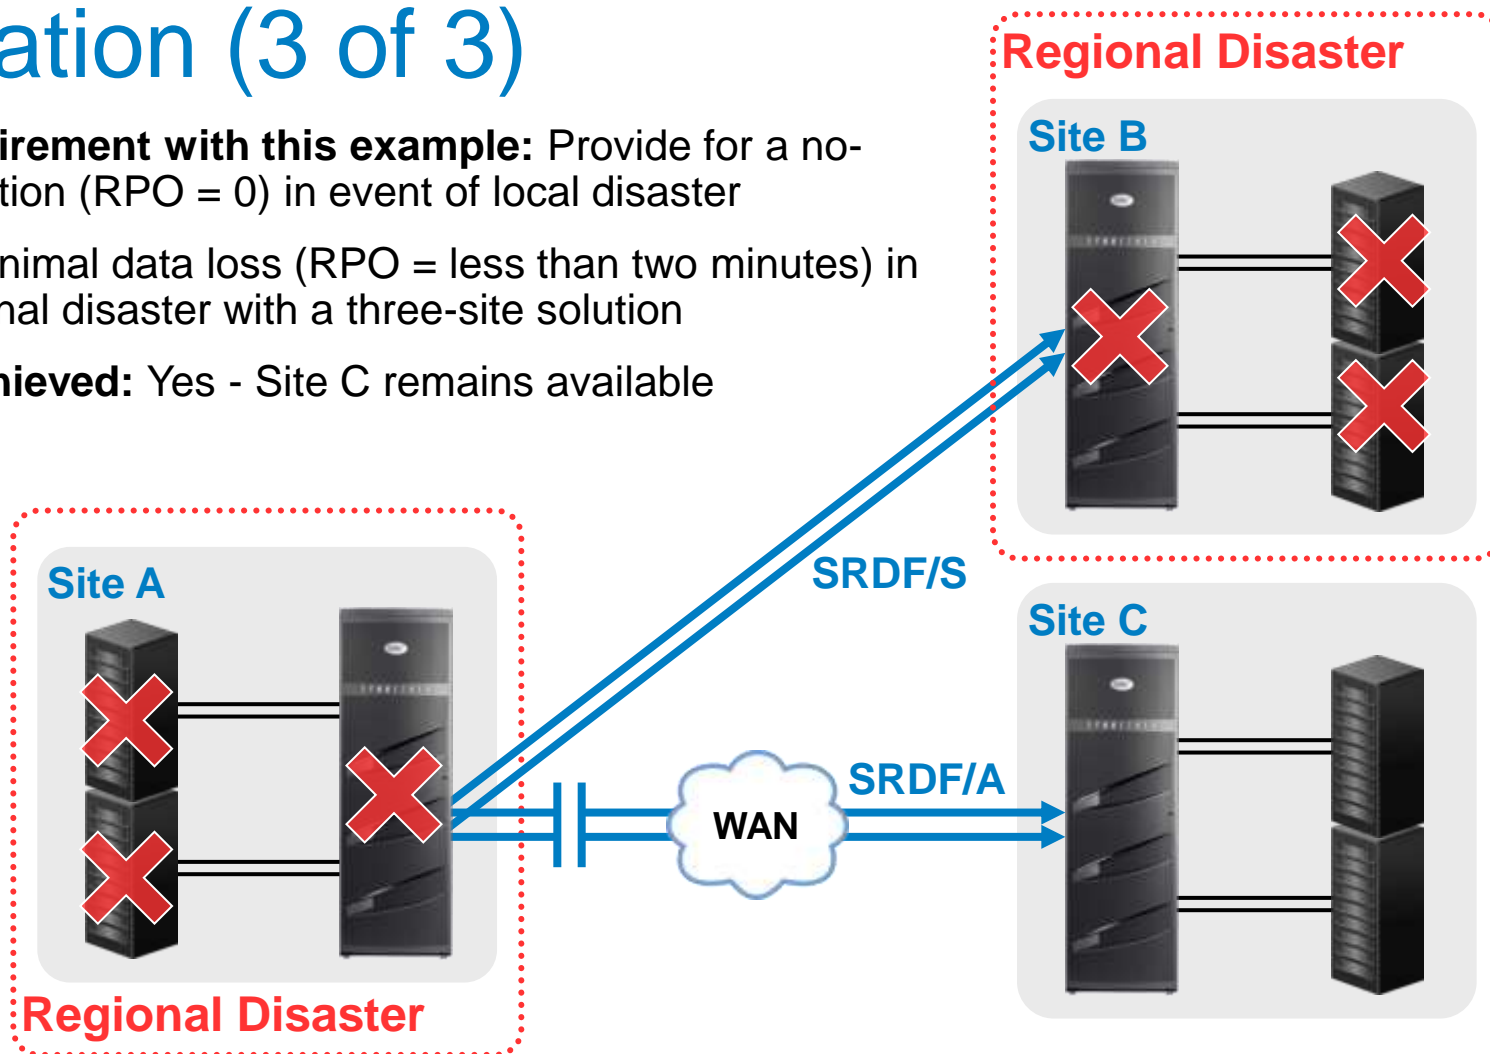 ation (3 of 3)
irement with this example: Provide for a no-
tion (RPO = 0) in event of local disaster
nimal data loss (RPO = less than two minutes) in
nal disaster with a three-site solution
hieved: Yes - Site C remains available
Regional Disaster
Site B
SRDF/S
Site A
Site C
SRDF/A
WAN
Regional Disaster